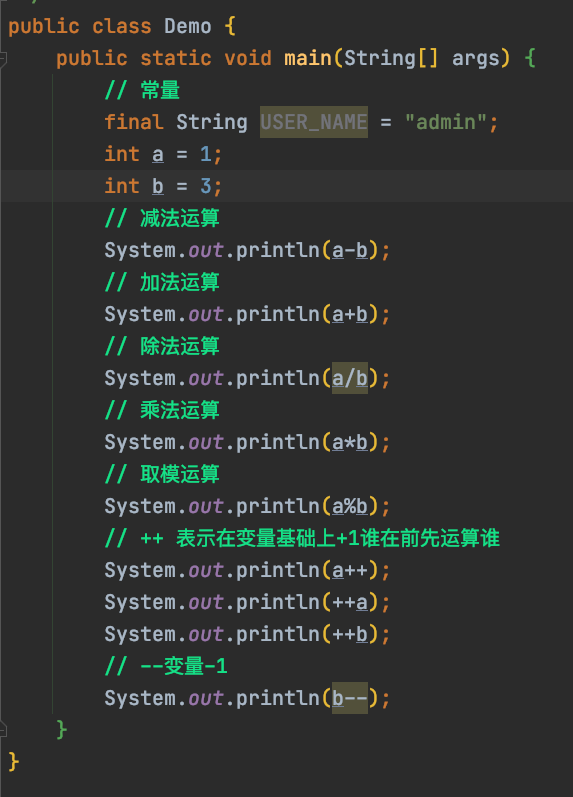 public class Demo {
    public static void main(String[] args) {
        // 常量
        final String USER_NAME = "admin";
        int a = 1;
        int b = 3;
        // 减法运算
        System.out.println(a-b);
        // 加法运算
        System.out.println(a+b);
        // 除法运算
        System.out.println(a/b);
        // 乘法运算
        System.out.println(a*b);
        // 取模运算
        System.out.println(a%b);
        // ++ 表示在变量基础上+1谁在前先运算谁
        System.out.println(a++);
        System.out.println(++a);
        System.out.println(++b);
        // --变量-1
        System.out.println(b--);
    }
}